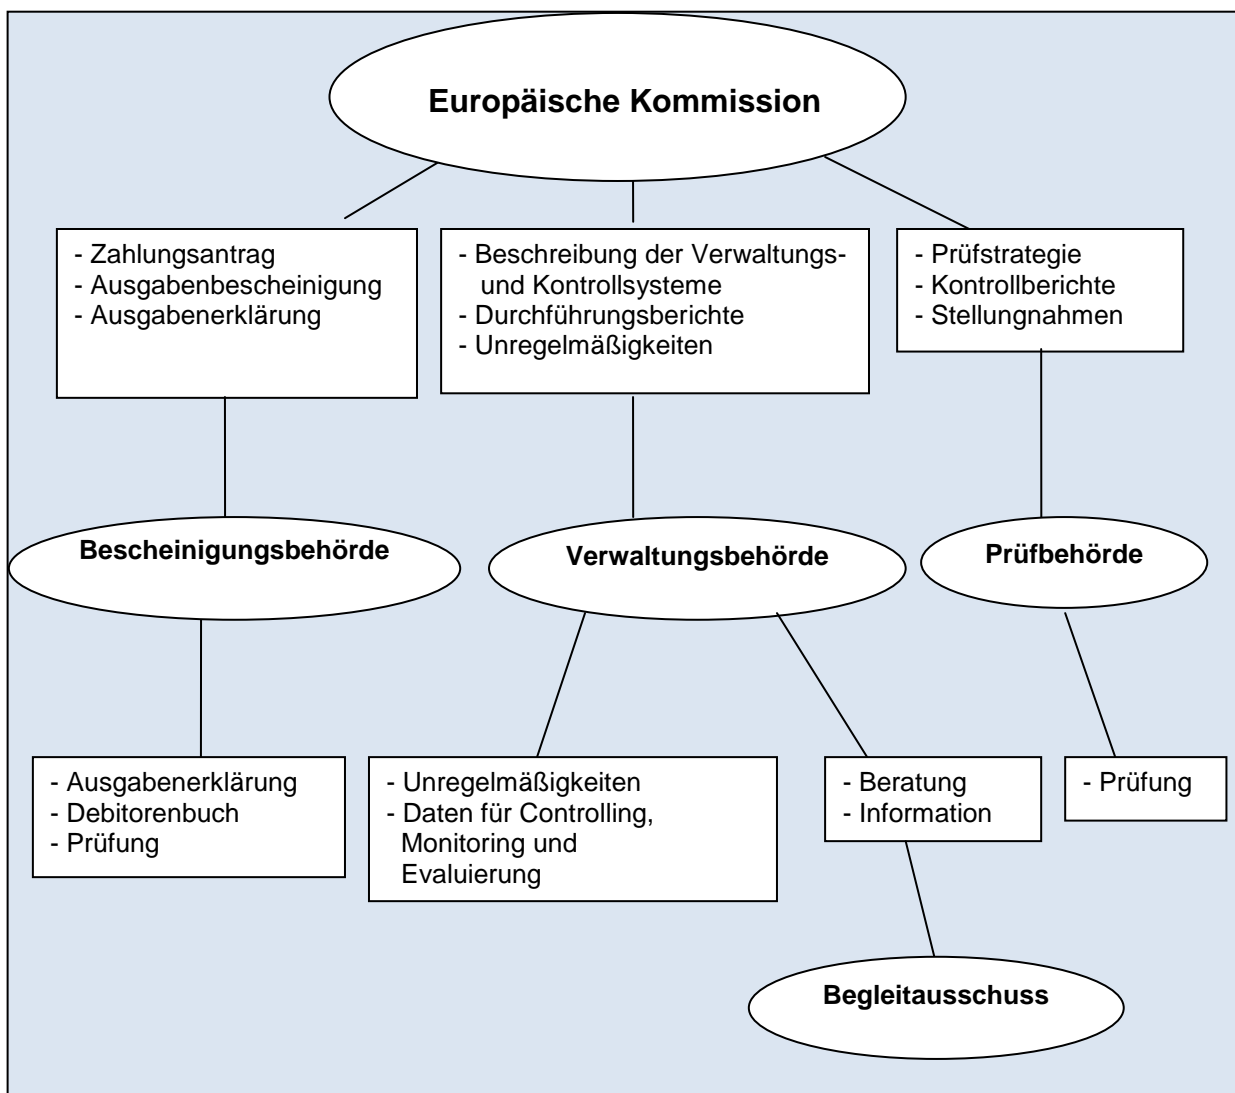 Europäische Kommission
- Zahlungsantrag
- Ausgabenbescheinigung
- Ausgabenerklärung
- Beschreibung der Verwaltungs-
und Kontrollsysteme
- Durchführungsberichte
- Unregelmäßigkeiten
- Prüfstrategie
- Kontrollberichte
- Stellungnahmen
Bescheinigungsbehörde
Verwaltungsbehörde
Prüfbehörde
- Ausgabenerklärung
- Debitorenbuch
- Prüfung
- Unregelmäßigkeiten
- Daten für Controlling,
Monitoring und
Evaluierung
- Beratung
- Information
- Prüfung
Begleitausschuss